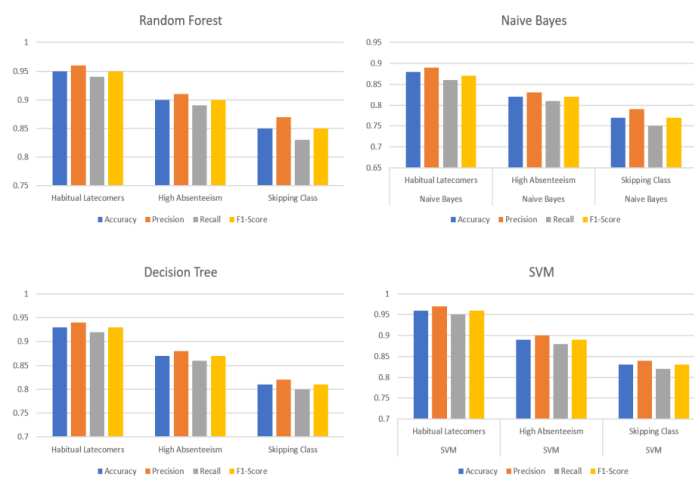 Random Forest
1
0.95
0.9
0.85
0.8
0.75
Habitual Latecomers High Absenteeism Skipping Class
Accuracy Precision Recall F1-Score
Naive Bayes
0.95
0.9
0.85
0.8
0.75
0.7
0.65
Habitual Latecomers High Absenteeism Skipping Class
Naive Bayes Naive Bayes Naive Bayes
Accuracy Precision Recall F1-Score
Decision Tree
1
0.95
0.9
0.85
0.8
0.75
0.7
Habitual Latecomers High Absenteeism Skipping Class
Accuracy Precision Recall F1-Score
SVM
1
0.95
0.9
0.85
0.8
0.75
0.7
Habitual Latecomers High Absenteeism Skipping Class
SVM SVM SVM
Accuracy Precision Recall F1-Score